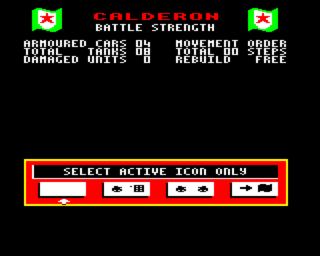 CALDERON
BATTLE STRENGTH
ARMOURED CARS 04 MOVEMENT ORDER
TOTAL TANKS 08 TOTAL 00 STEPS
DAMAGED UNITS 0 REBUILD FREE
SELECT ACTIVE ICON ONLY